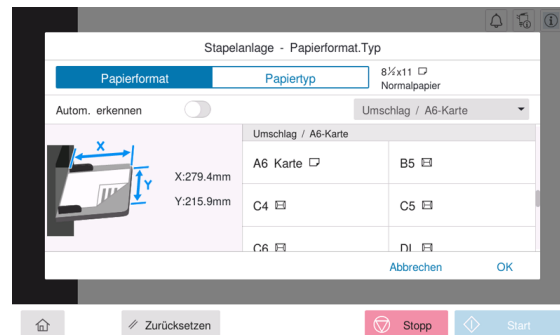 Stapelanlage - Papierformat.Typ
Papierformat
Papiertyp
8½x11
Normalpapier
Autom. erkennen
Umschlag / A6-Karte
Umschlag / A6-Karte
X
Y
X:279.4mm
Y:215.9mm
A6 Karte
B5
C4
C5
C6
DL
Abbrechen
OK
Zurücksetzen
Stopp
Start